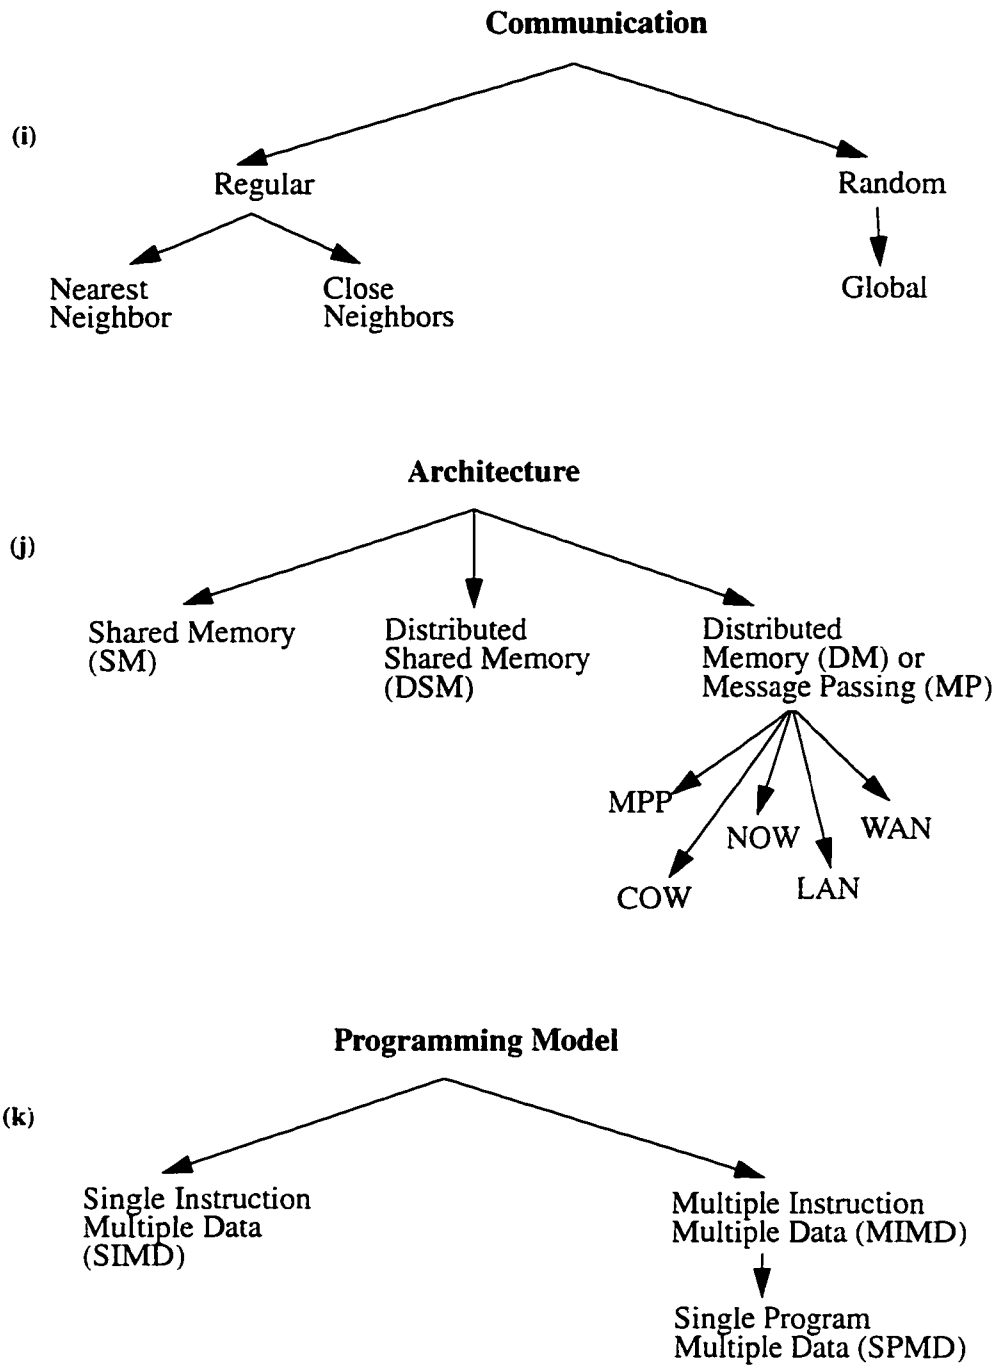 Communication
(i)
Regular
Random
Nearest
Neighbor
Close
Neighbors
Global
Architecture
(j)
Shared Memory
(SM)
Distributed
Shared Memory
(DSM)
Distributed
Memory (DM) or
Message Passing (MP)
MPP
NOW
WAN
COW
LAN
Programming Model
(k)
Single Instruction
Multiple Data
(SIMD)
Multiple Instruction
Multiple Data (MIMD)
Single Program
Multiple Data (SPMD)